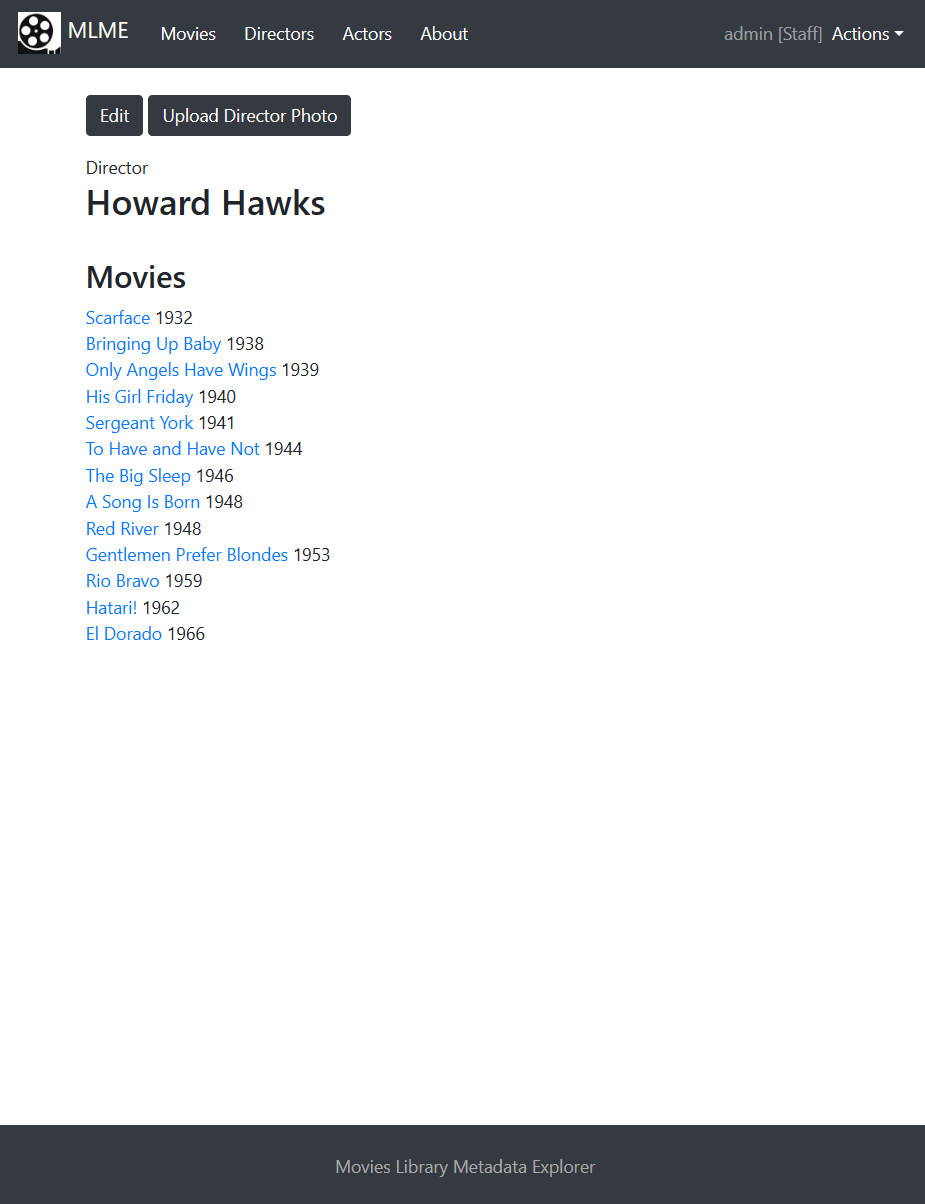 MLME Movies Directors Actors About admin [Staff] Actions
Edit Upload Director Photo
Director
Howard Hawks
Movies
Scarface 1932
Bringing Up Baby 1938
Only Angels Have Wings 1939
His Girl Friday 1940
Sergeant York 1941
To Have and Have Not 1944
The Big Sleep 1946
A Song Is Born 1948
Red River 1948
Gentlemen Prefer Blondes 1953
Rio Bravo 1959
Hatari! 1962
El Dorado 1966
Movies Library Metadata Explorer